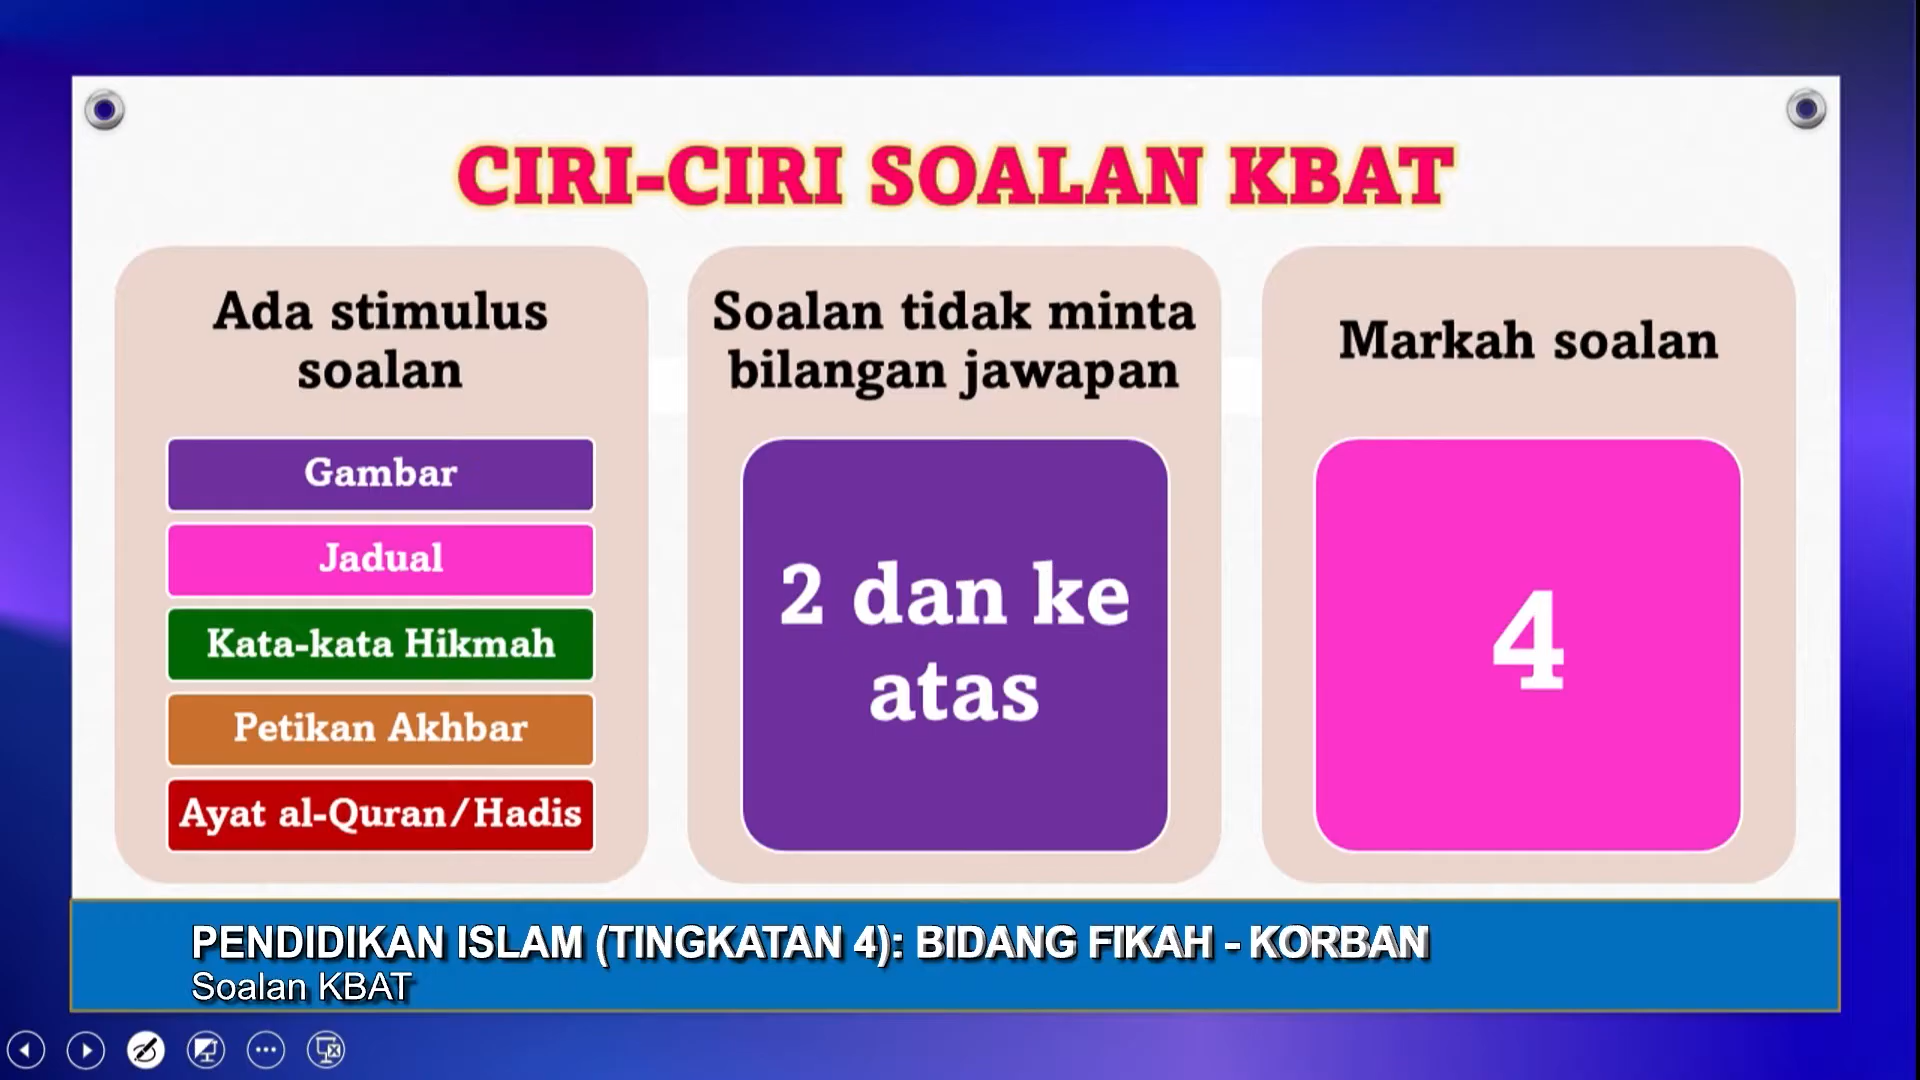 CIRI-CIRI SOALAN KBAT
Ada stimulus
soalan
Gambar
Jadual
Kata-kata Hikmah
Petikan Akhbar
Ayat al-Quran/Hadis
Soalan tidak minta
bilangan jawapan
2 dan ke
atas
Markah soalan
4
PENDIDIKAN ISLAM (TINGKATAN 4): BIDANG FIKAH - KORBAN
Soalan KBAT